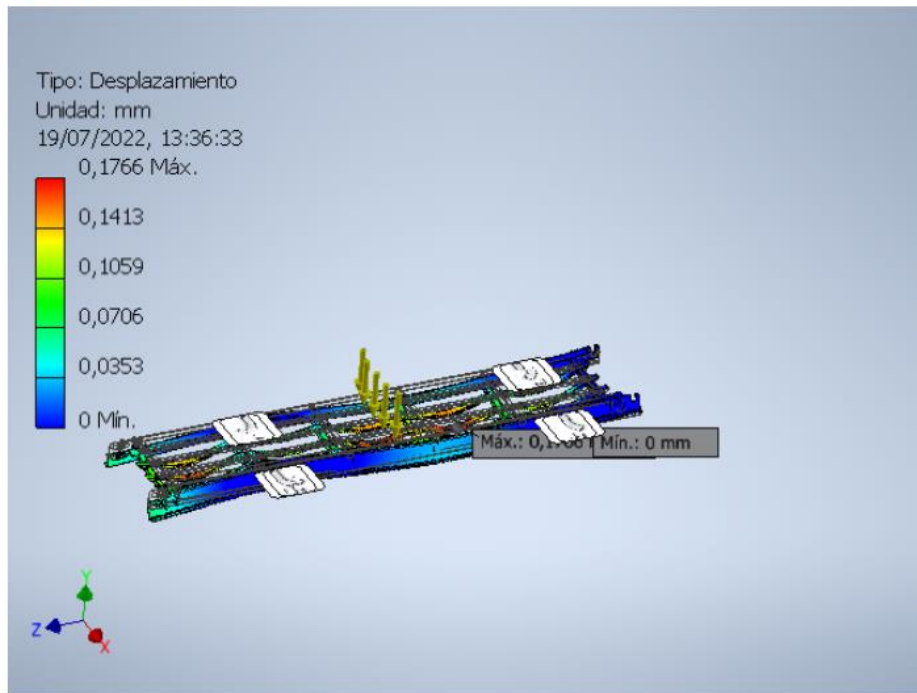 Tipo: Desplazamiento
Unidad: mm
19/07/2022, 13:36:33
0,1766 Máx.
0,1413
0,1059
0,0706
0,0353
0 Mín.
Máx.: Mín.: 0 mm
Y
Z
X